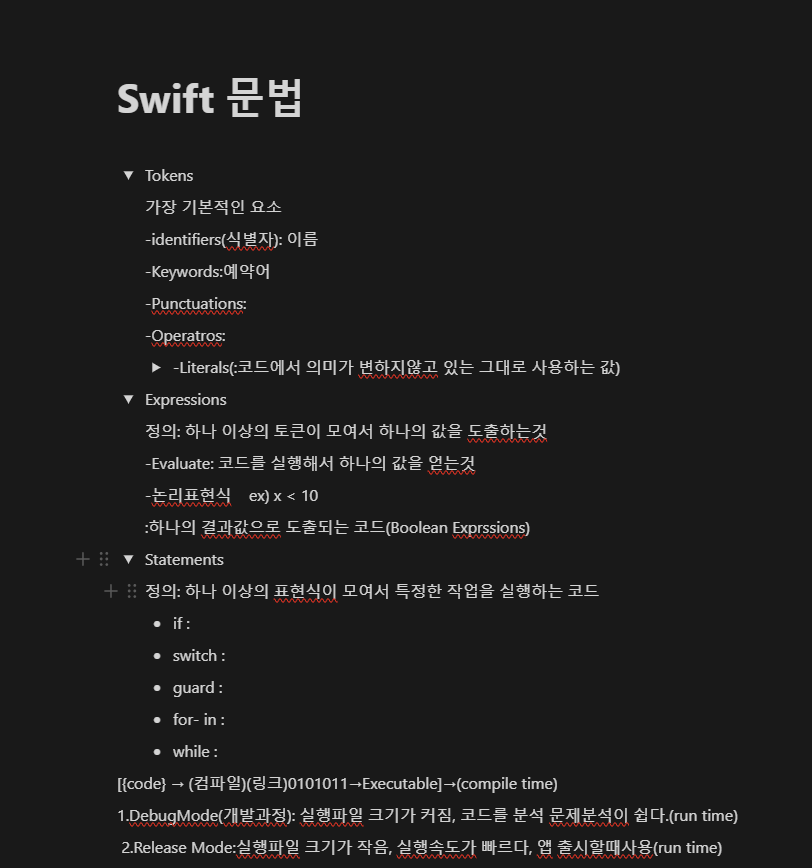 Swift 문법
Tokens
가장 기본적인 요소
-identifiers(식별자): 이름
-Keywords:예약어
-Punctuations:
-Operatros:
-Literals(:코드에서 의미가 변하지않고 있는 그대로 사용하는 값)
Expressions
정의: 하나 이상의 토큰이 모여서 하나의 값을 도출하는것
-Evaluate: 코드를 실행해서 하나의 값을 얻는것
-논리표현식 ex) x < 10
:하나의 결과값으로 도출되는 코드(Boolean Exprssions)
Statements
정의: 하나 이상의 표현식이 모여서 특정한 작업을 실행하는 코드
if :
switch :
guard :
for- in :
while :
[{code} → (컴파일)(링크)0101011→Executable]→(compile time)
1.DebugMode(개발과정): 실행파일 크기가 커짐, 코드를 분석 문제분석이 쉽다.(run time)
2.Release Mode:실행파일 크기가 작음, 실행속도가 빠르다, 앱 출시할때사용(run time)